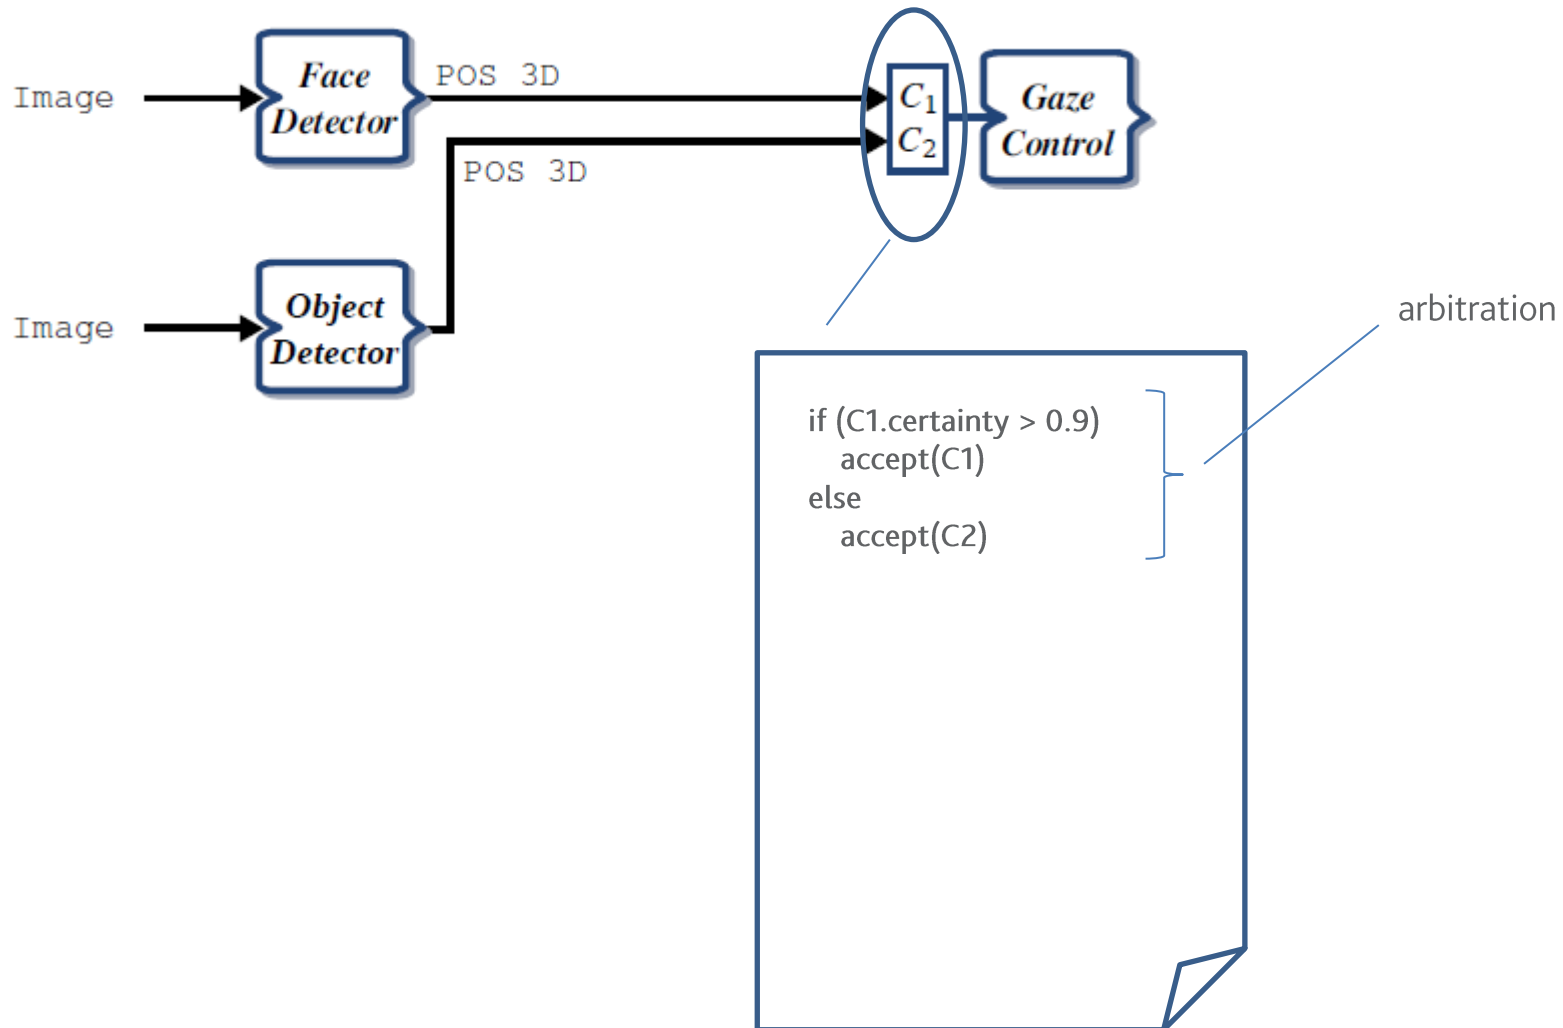 Image
Face
Detector
POS 3D
C1
C2
Gaze
Control
POS 3D
Image
Object
Detector
arbitration
if (C1.certainty > 0.9)
accept(C1)
else
accept(C2)